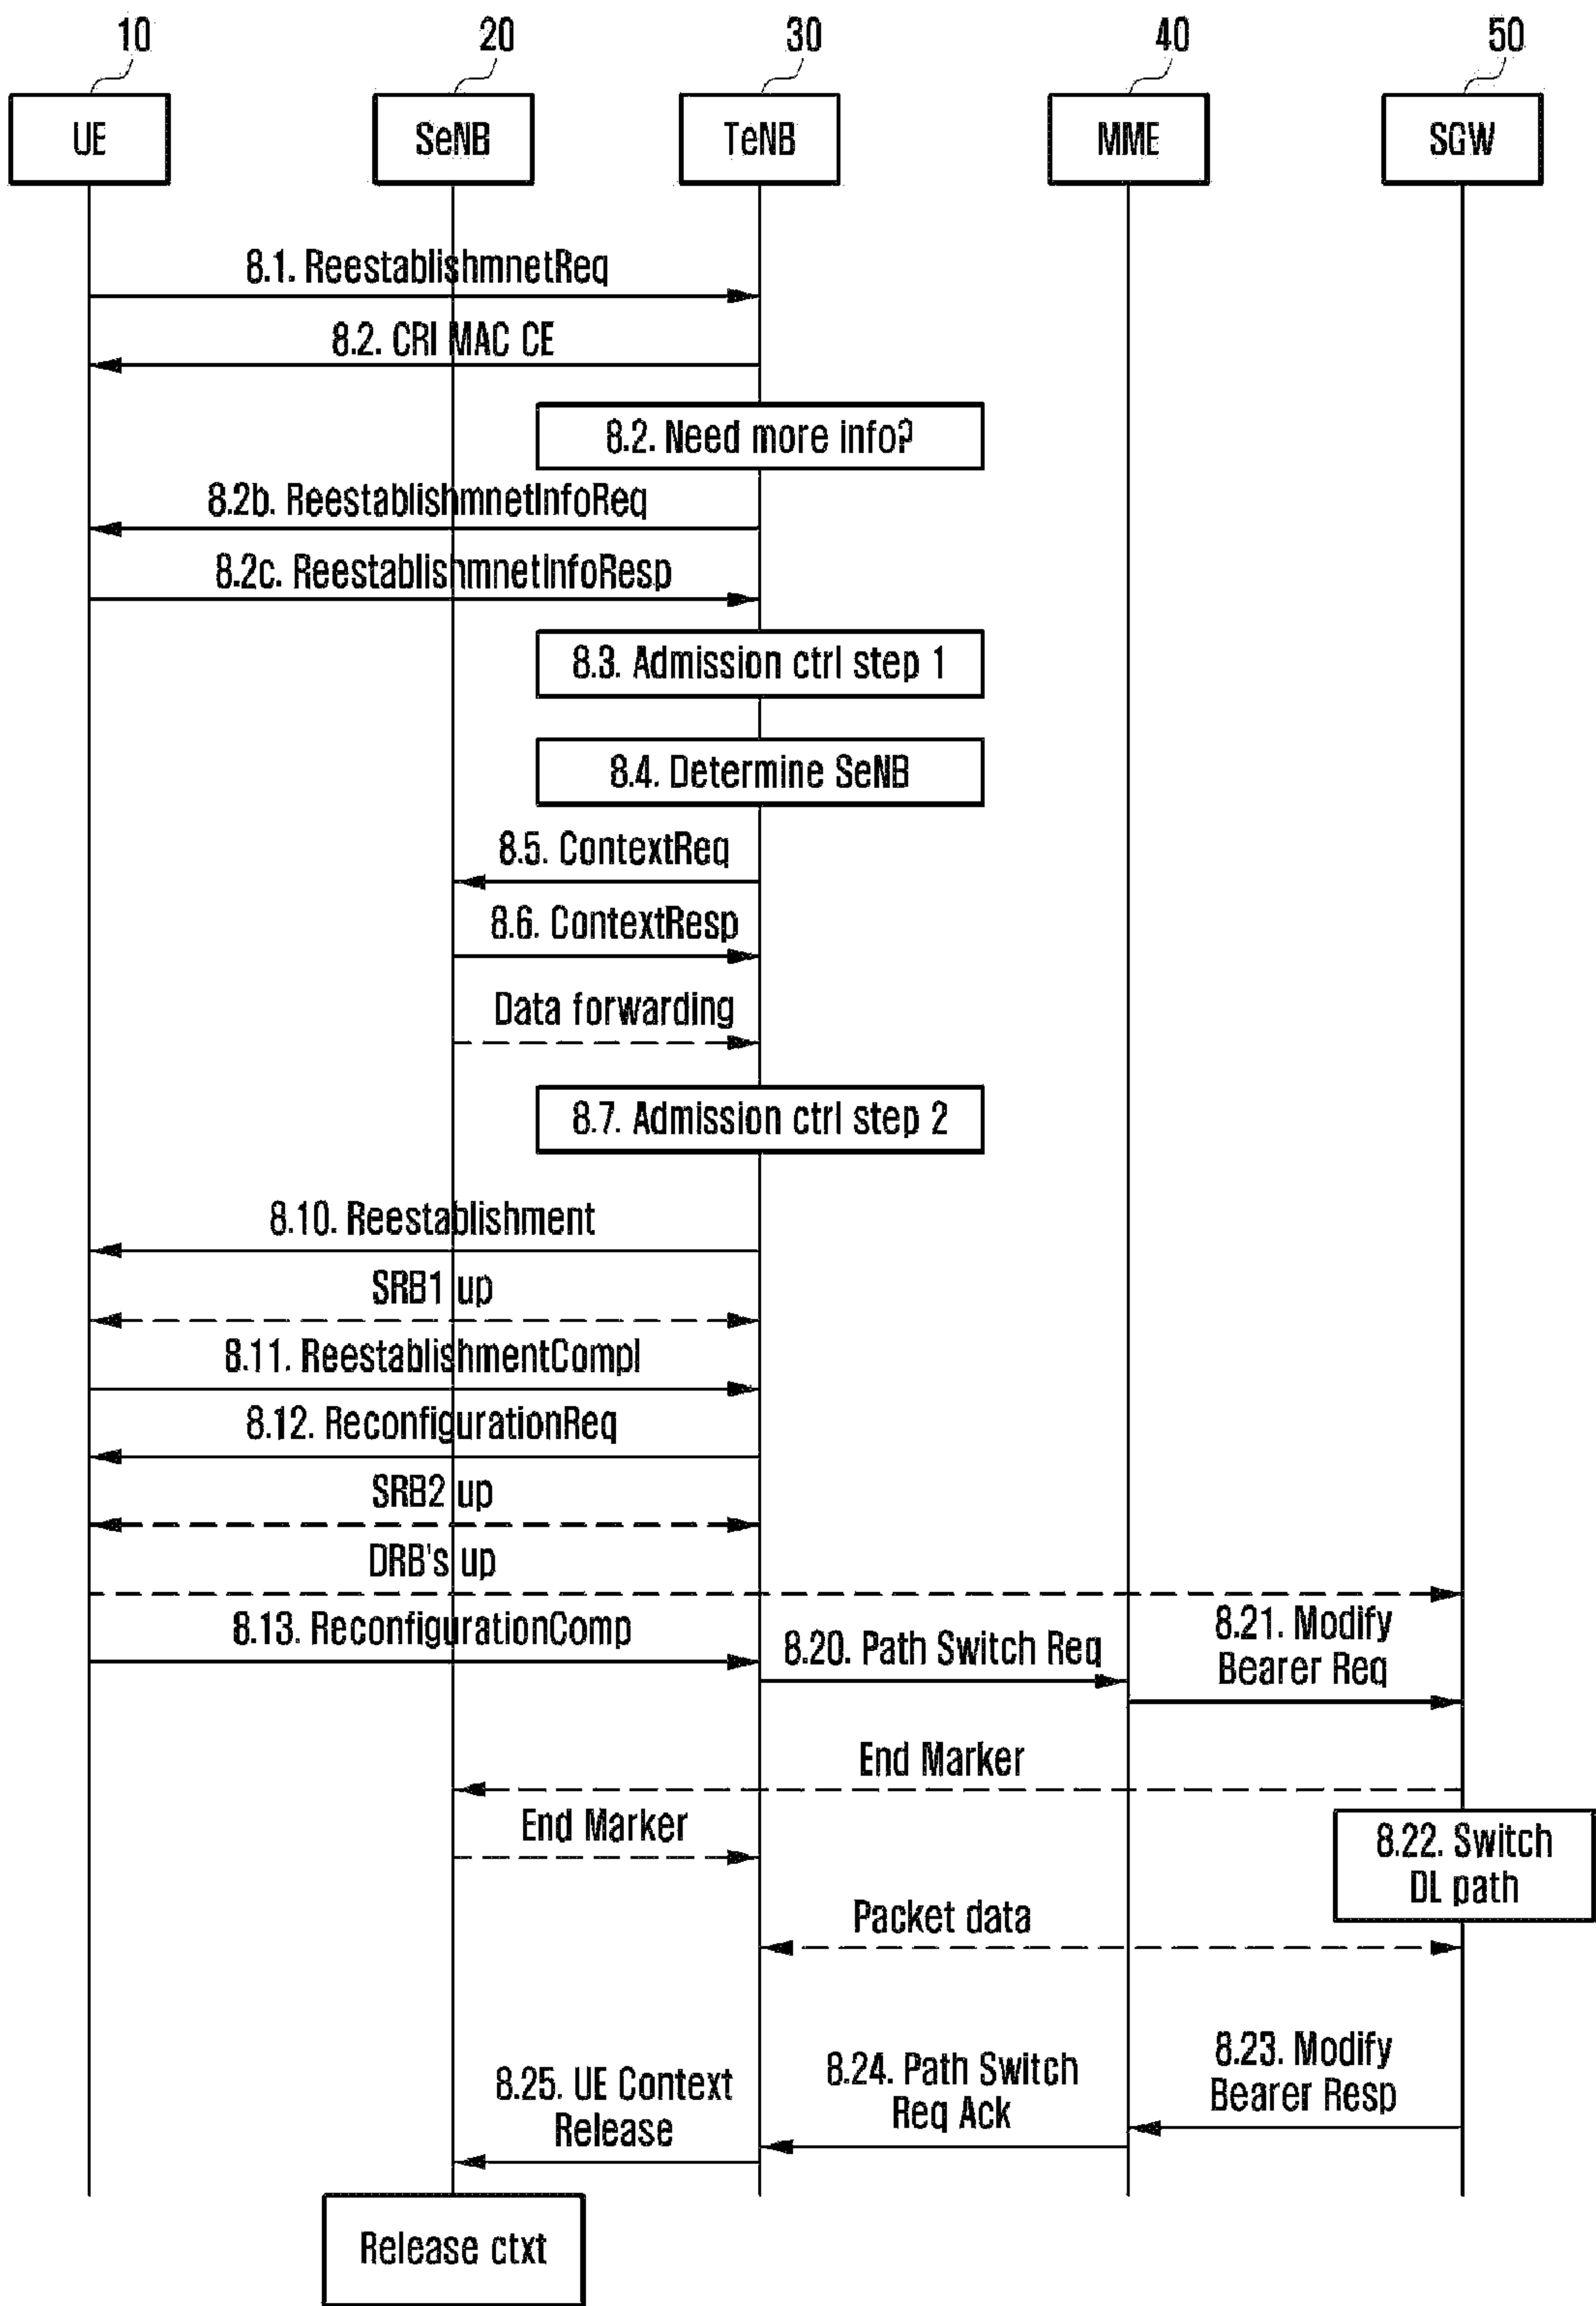 10
20
30
40
50
UE
SeNB
TeNB
MME
SGW
8.1. ReestablishmnetReq
8.2. CRI MAC CE
8.2. Need more info?
8.2b. ReestablishmnetInfoReq
8.2c. ReestablishmnetInfoResp
8.3. Admission ctrl step 1
8.4. Determine SeNB
8.5. ContextReq
8.6. ContextResp
Data forwarding
8.7. Admission ctrl step 2
8.10. Reestablishment
SRB1 up
8.11. ReestablishmentCompl
8.12. ReconfigurationReq
SRB2 up
DRB's up
8.13. ReconfigurationComp
8.20. Path Switch Req
8.21. Modify
Bearer Req
End Marker
End Marker
8.22. Switch
DL path
Packet data
8.23. Modify
Bearer Resp
8.24. Path Switch
Req Ack
8.25. UE Context
Release
Release ctxt